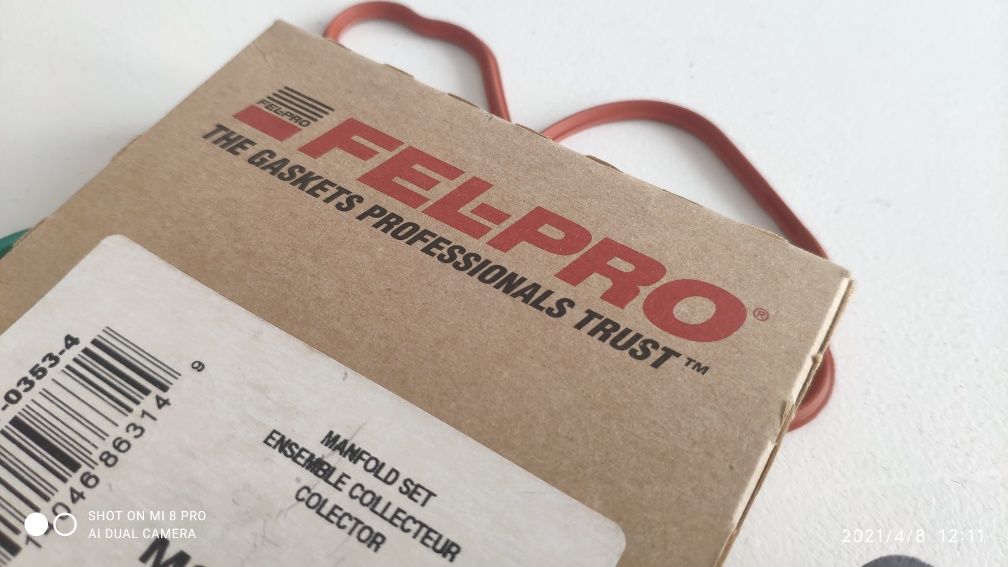 FEL-PRO
FEL-PRO®
THE GASKETS PROFESSIONALS TRUST™
-0353-4
9
046 86314
MANFOLD SET
ENSEMBLE COLLECTEUR
COLECTOR
SHOT ON MI 8 PRO
AI DUAL CAMERA
2021/4/8 12:11